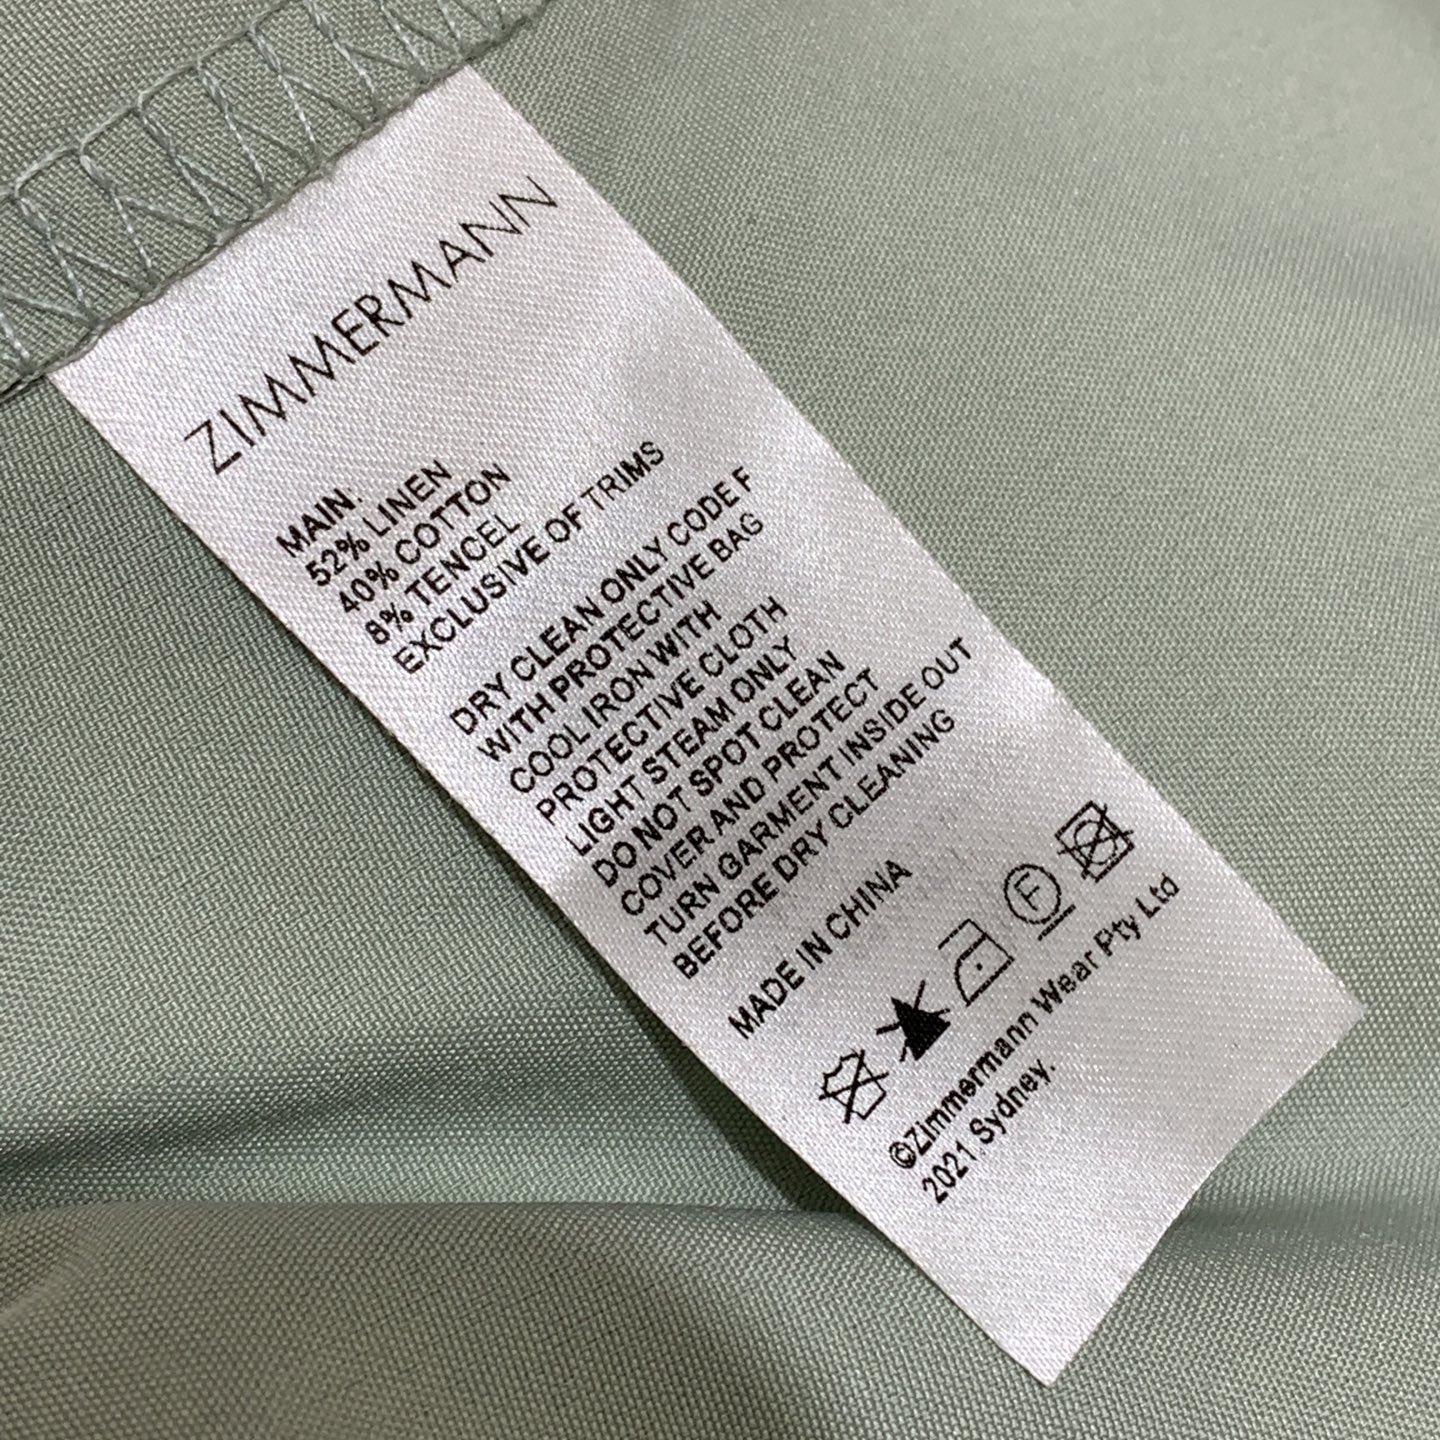 ZIMMERMANN
MAIN:
52% LINEN
40% COTTON
8% TENCEL
EXCLUSIVE OF TRIMS
DRY CLEAN ONLY CODE F
WITH PROTECTIVE BAG
COOL IRON WITH
PROTECTIVE CLOTH
LIGHT STEAM ONLY
DO NOT SPOT CLEAN
COVER AND PROTECT
TURN GARMENT INSIDE OUT
BEFORE DRY CLEANING
MADE IN CHINA
F
©Zimmermann Wear Pty Ltd
2021. Sydney.